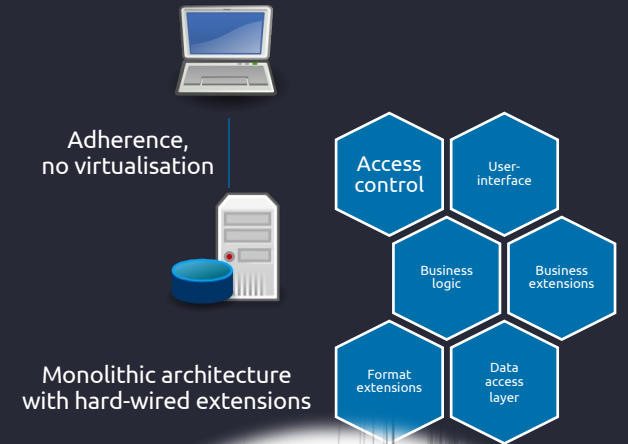 Adherence,
no virtualisation
Access
control
User-
interface
Business
logic
Business
extensions
Monolithic architecture
with hard-wired extensions
Format
extensions
Data
access
layer